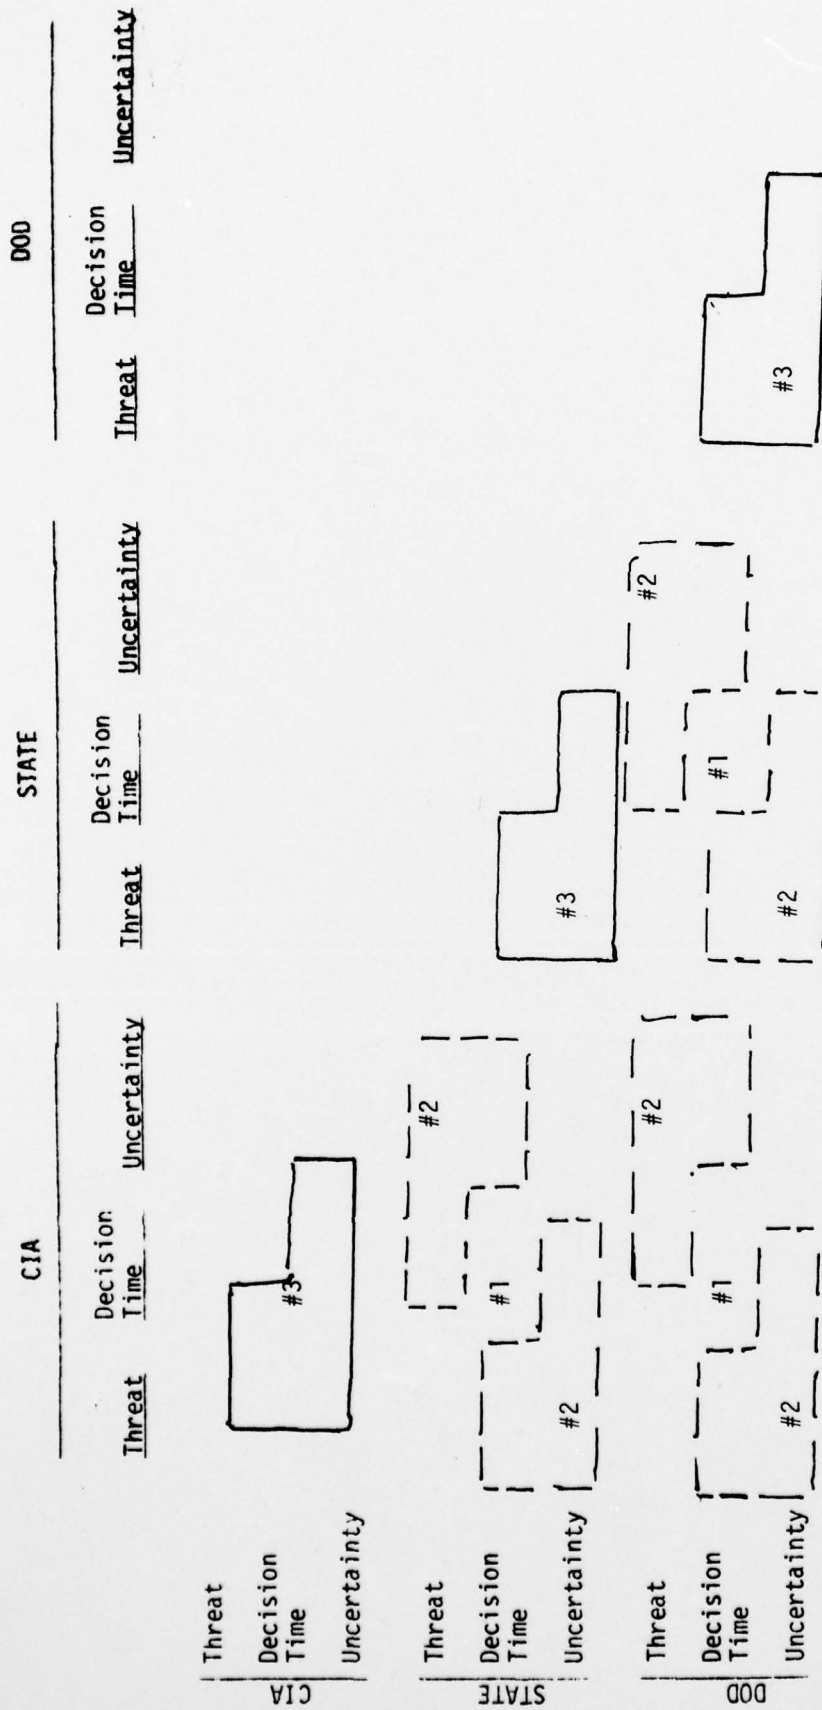 CIA STATE DOD
Threat Decision Time Uncertainty Threat Decision Time Uncertainty Threat Decision Time Uncertainty
CIA
Threat
Decision
Time
Uncertainty
#3
STATE
Threat
Decision
Time
Uncertainty
#2
#1
#2
#3
DOD
Threat
Decision
Time
Uncertainty
#2
#1
#2
#2
#1
#2
#3